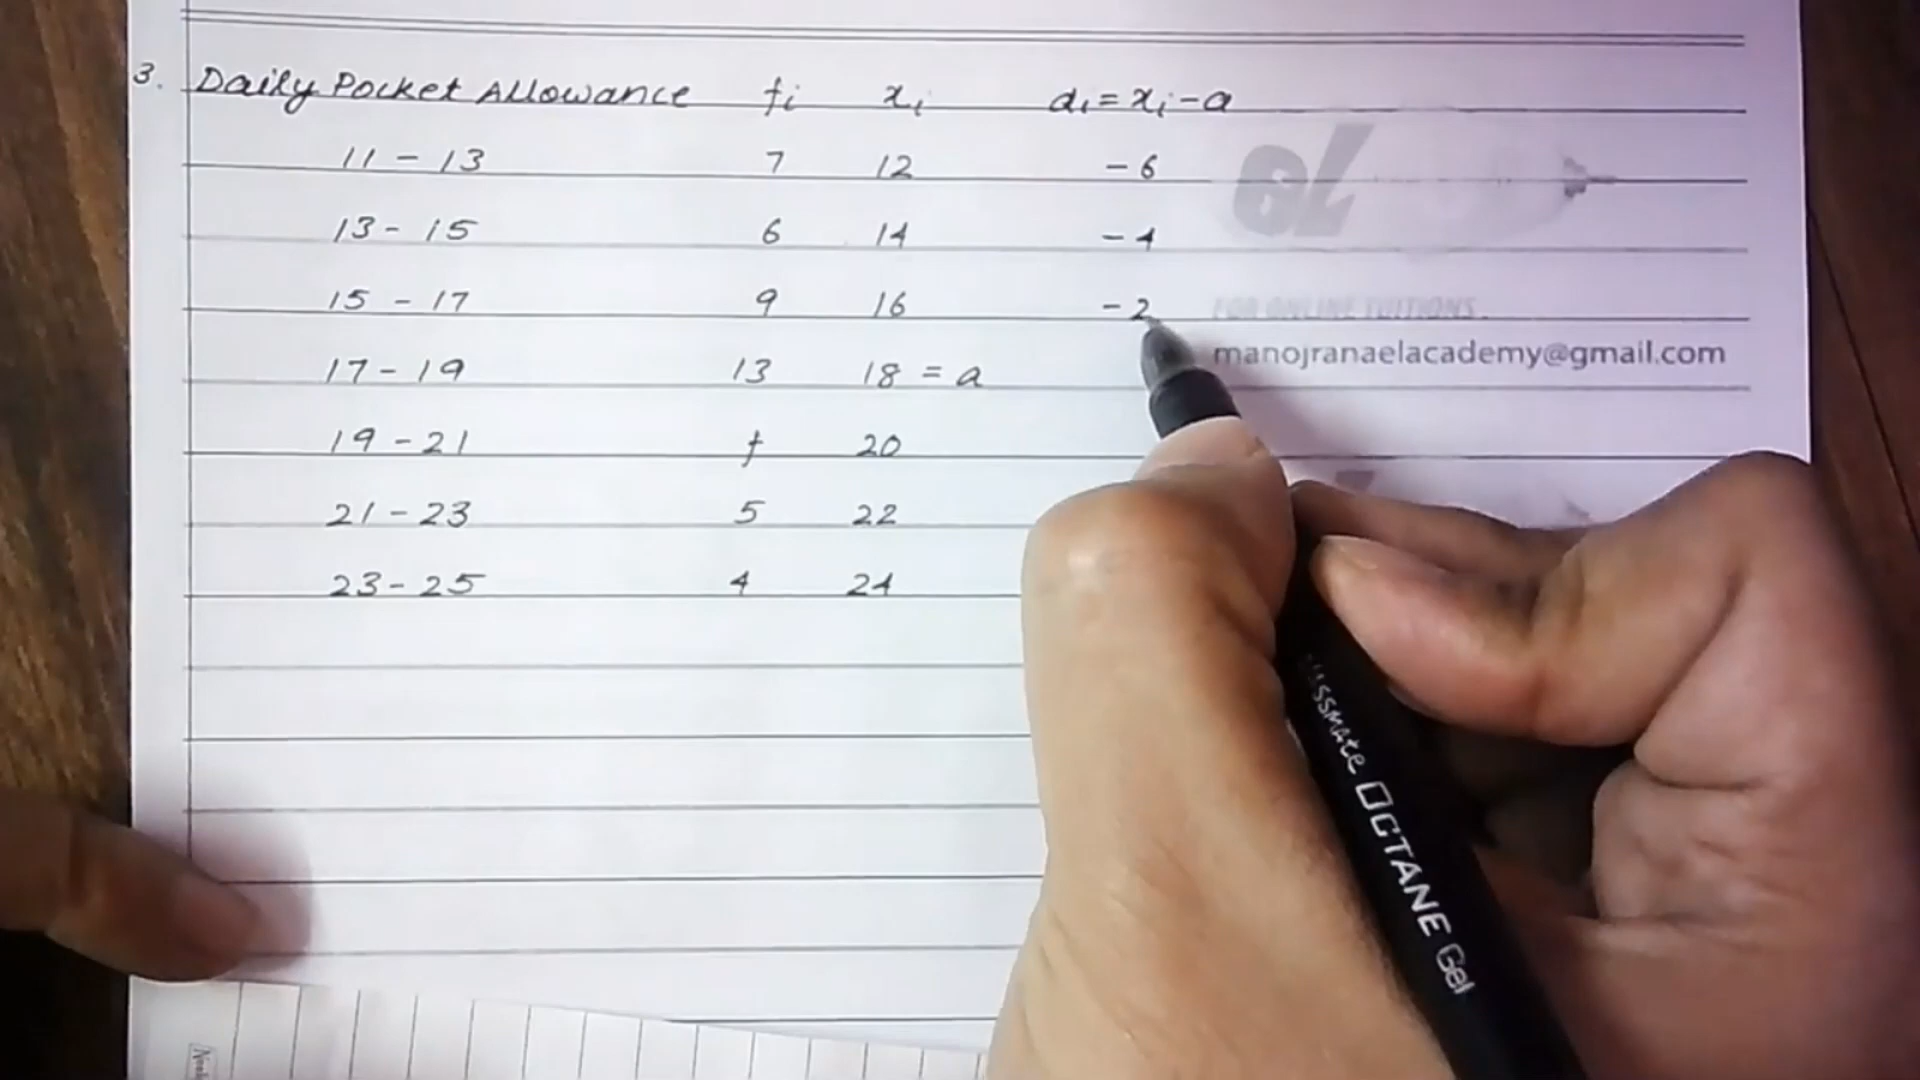 3. Daily Pocket Allowance fi xi di = xi - a
11 - 13 7 12 - 6
13 - 15 6 14 - 4
15 - 17 9 16 - 2
FOR ONLINE TUITIONS
17 - 19 13 18 = a
manojranaelacademy@gmail.com
19 - 21 f 20
21 - 23 5 22
23 - 25 4 24
classmate OCTANE Gel